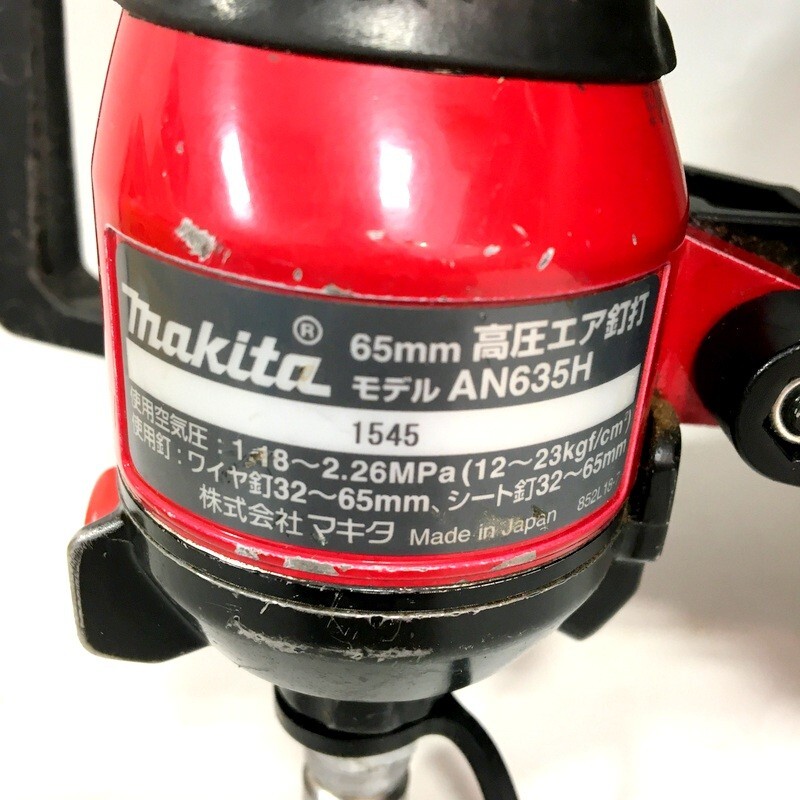 makita® 65mm 高圧エア釘打
モデル AN635H
1545
使用空気圧：1.18～2.26MPa(12～23kgf/cm²)
使用釘：ワイヤ釘32～65mm、シート釘32～65mm
株式会社 マキタ Made in Japan